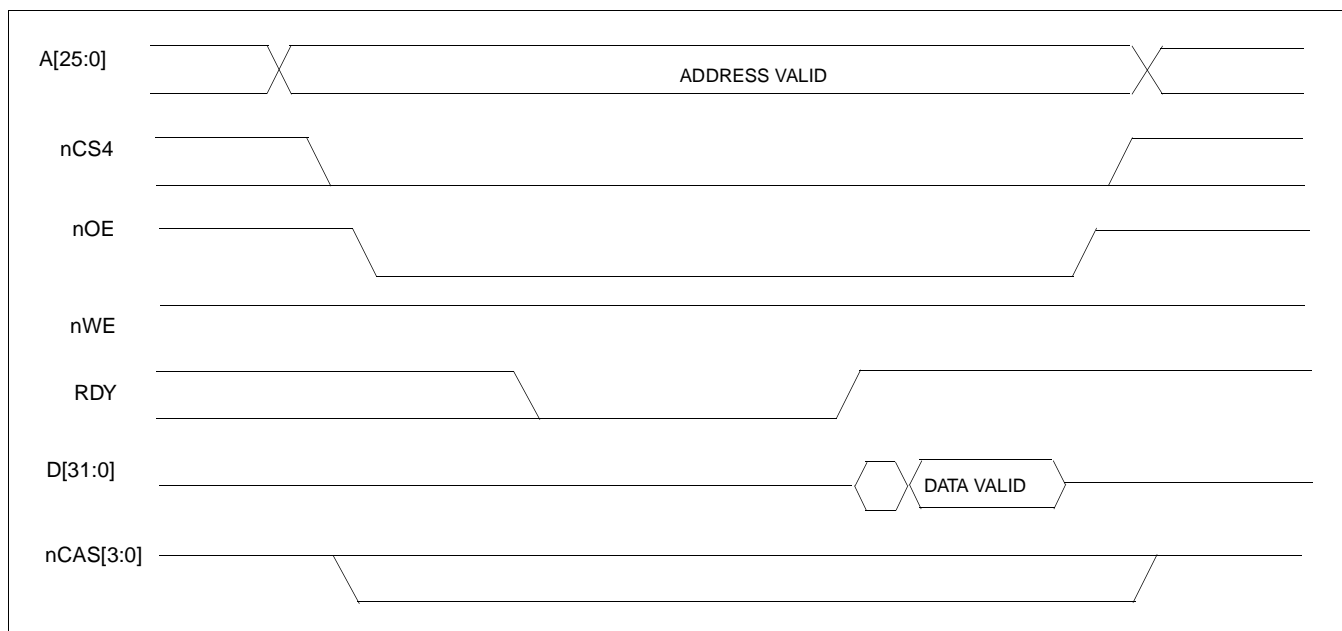 A[25:0]
ADDRESS VALID
nCS4
nOE
nWE
RDY
D[31:0]
DATA VALID
nCAS[3:0]